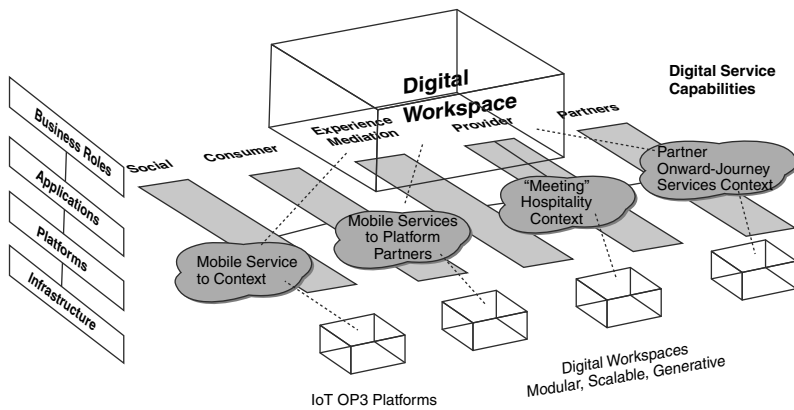 Digital
Workspace
Digital Service
Capabilities
Business Roles
Applications
Platforms
Infrastructure
Social
Consumer
Experience
Mediation
Provider
Partners
Mobile Service
to Context
Mobile Services
to Platform
Partners
“Meeting”
Hospitality
Context
Partner
Onward-Journey
Services Context
IoT OP3 Platforms
Digital Workspaces
Modular, Scalable, Generative